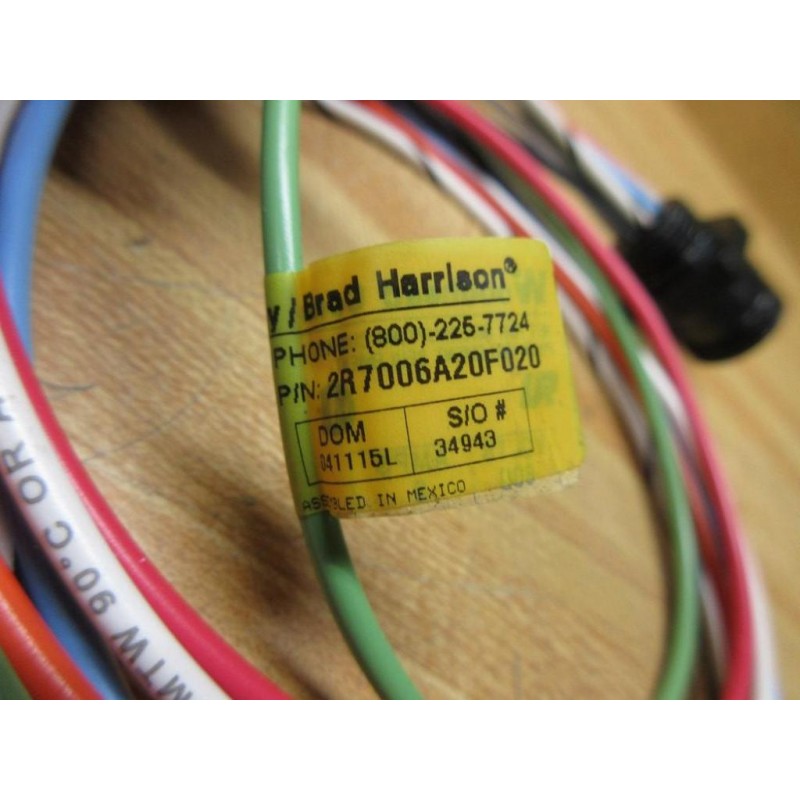 y / Brad Harrison®
PHONE: (800)-225-7724
P/N: 2R7006A20F020
DOM S/O #
041115L 34943
ASSEMBLED IN MEXICO
MTW 90°C OR A